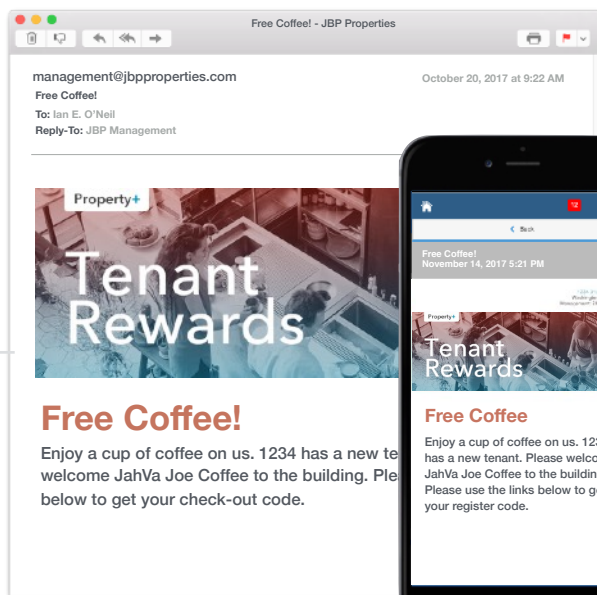 Free Coffee! - JBP Properties
management@jbpproperties.com
October 20, 2017 at 9:22 AM
Free Coffee!
To: Ian E. O'Neil
Reply-To: JBP Management
Property+
Tenant
Rewards
Free Coffee!
Enjoy a cup of coffee on us. 1234 has a new te
welcome JahVa Joe Coffee to the building. Plea
below to get your check-out code.
Back
Free Coffee!
November 14, 2017 5:21 PM
Property+
Tenant
Rewards
Free Coffee
Enjoy a cup of coffee on us. 123
has a new tenant. Please welco
JahVa Joe Coffee to the buildin
Please use the links below to g
your register code.